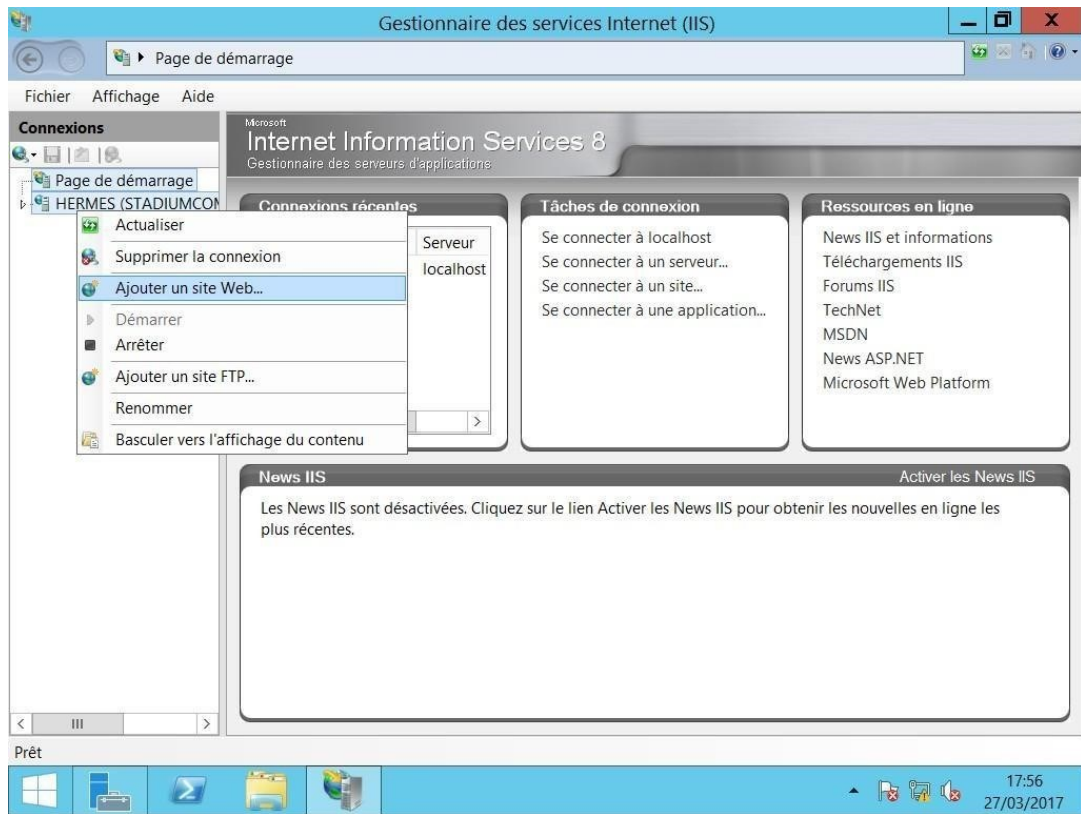 Gestionnaire des services Internet (IIS)
Page de démarrage
Fichier Affichage Aide
Connexions
Page de démarrage
HERMES (STADIUMCOM
Actualiser
Supprimer la connexion
Ajouter un site Web...
Démarrer
Arrêter
Ajouter un site FTP...
Renommer
Basculer vers l'affichage du contenu
Microsoft
Internet Information Services 8
Gestionnaire des serveurs d'applications
Connexions récentes
Serveur
localhost
Tâches de connexion
Se connecter à localhost
Se connecter à un serveur...
Se connecter à un site...
Se connecter à une application...
Ressources en ligne
News IIS et informations
Téléchargements IIS
Forums IIS
TechNet
MSDN
News ASP.NET
Microsoft Web Platform
News IIS
Activer les News IIS
Les News IIS sont désactivées. Cliquez sur le lien Activer les News IIS pour obtenir les nouvelles en ligne les
plus récentes.
Prêt
17:56
27/03/2017